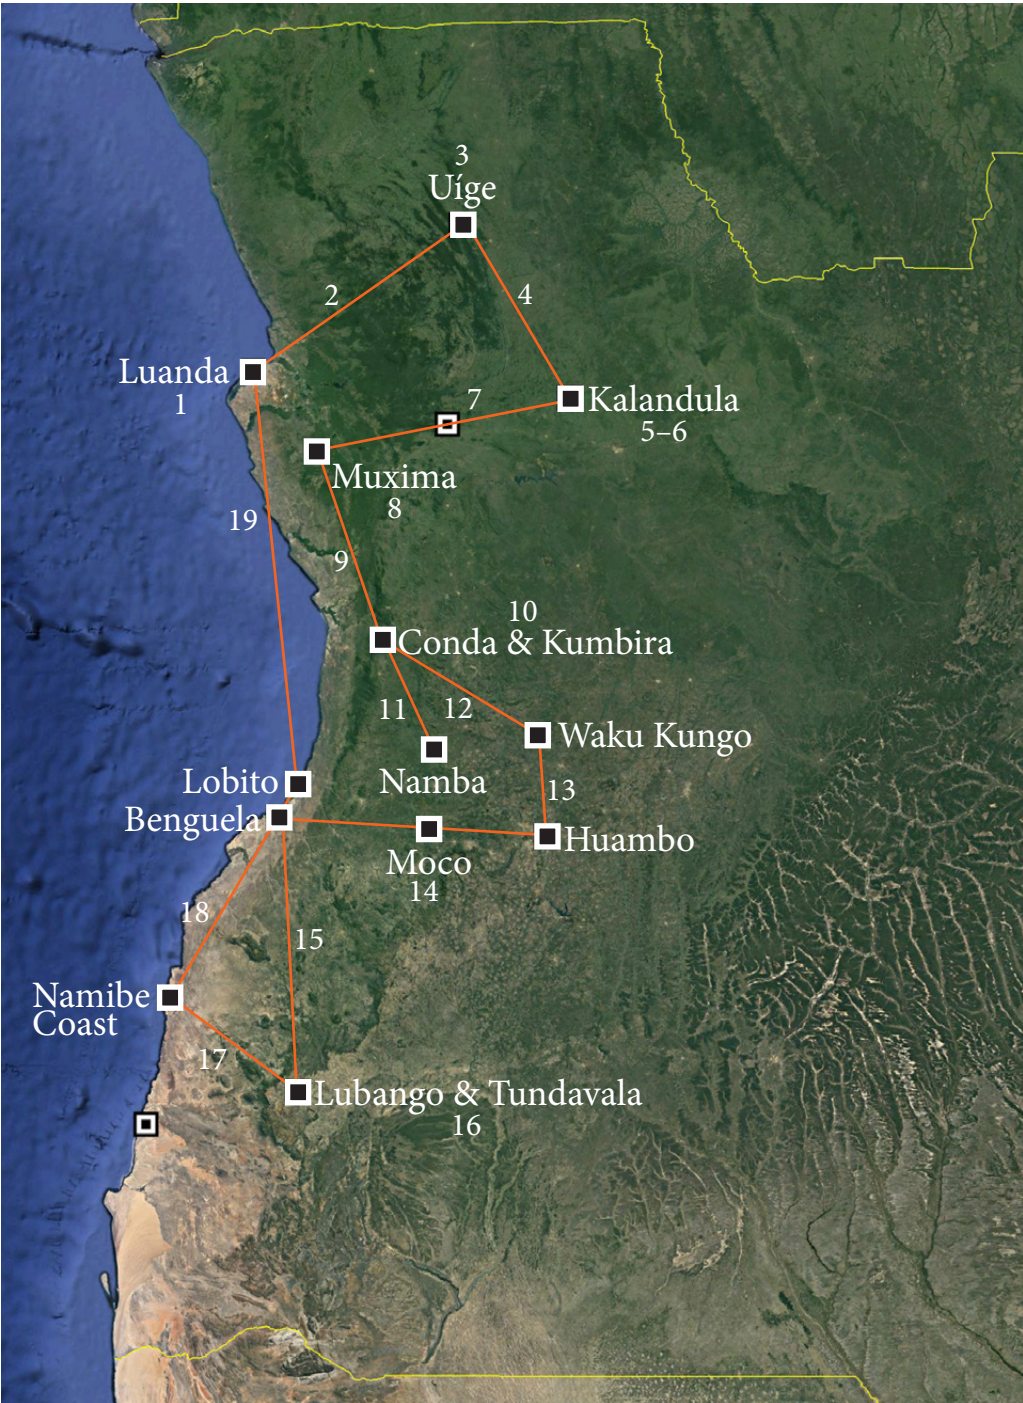 3
Uíge
2
4
Luanda
1
7
Kalandula
5–6
Muxima
8
19
9
10
Conda & Kumbira
11
12
Waku Kungo
Namba
Lobito
13
Benguela
Huambo
Moco
14
18
15
Namibe
Coast
17
Lubango & Tundavala
16